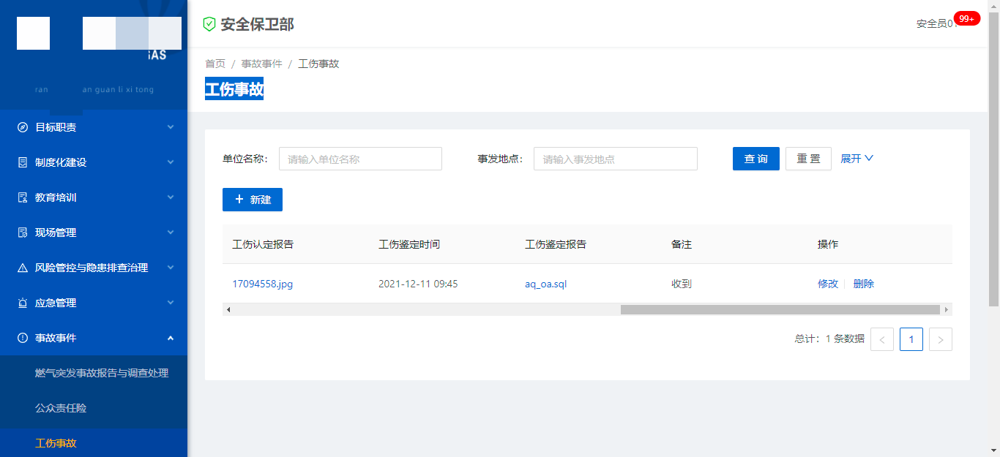 GAS
ran an guan li xi tong
目标职责
制度化建设
教育培训
现场管理
风险管控与隐患排查治理
应急管理
事故事件
燃气突发事故报告与调查处理
公众责任险
工伤事故
安全保卫部
安全员0
99+
首页 / 事故事件 / 工伤事故
工伤事故
单位名称: 请输入单位名称 事发地点: 请输入事发地点 查 询 重 置 展开
+ 新建
工伤认定报告 工伤鉴定时间 工伤鉴定报告 备注 操作
17094558.jpg 2021-12-11 09:45 aq_oa.sql 收到 修改 删除
总计: 1 条数据 < 1 >